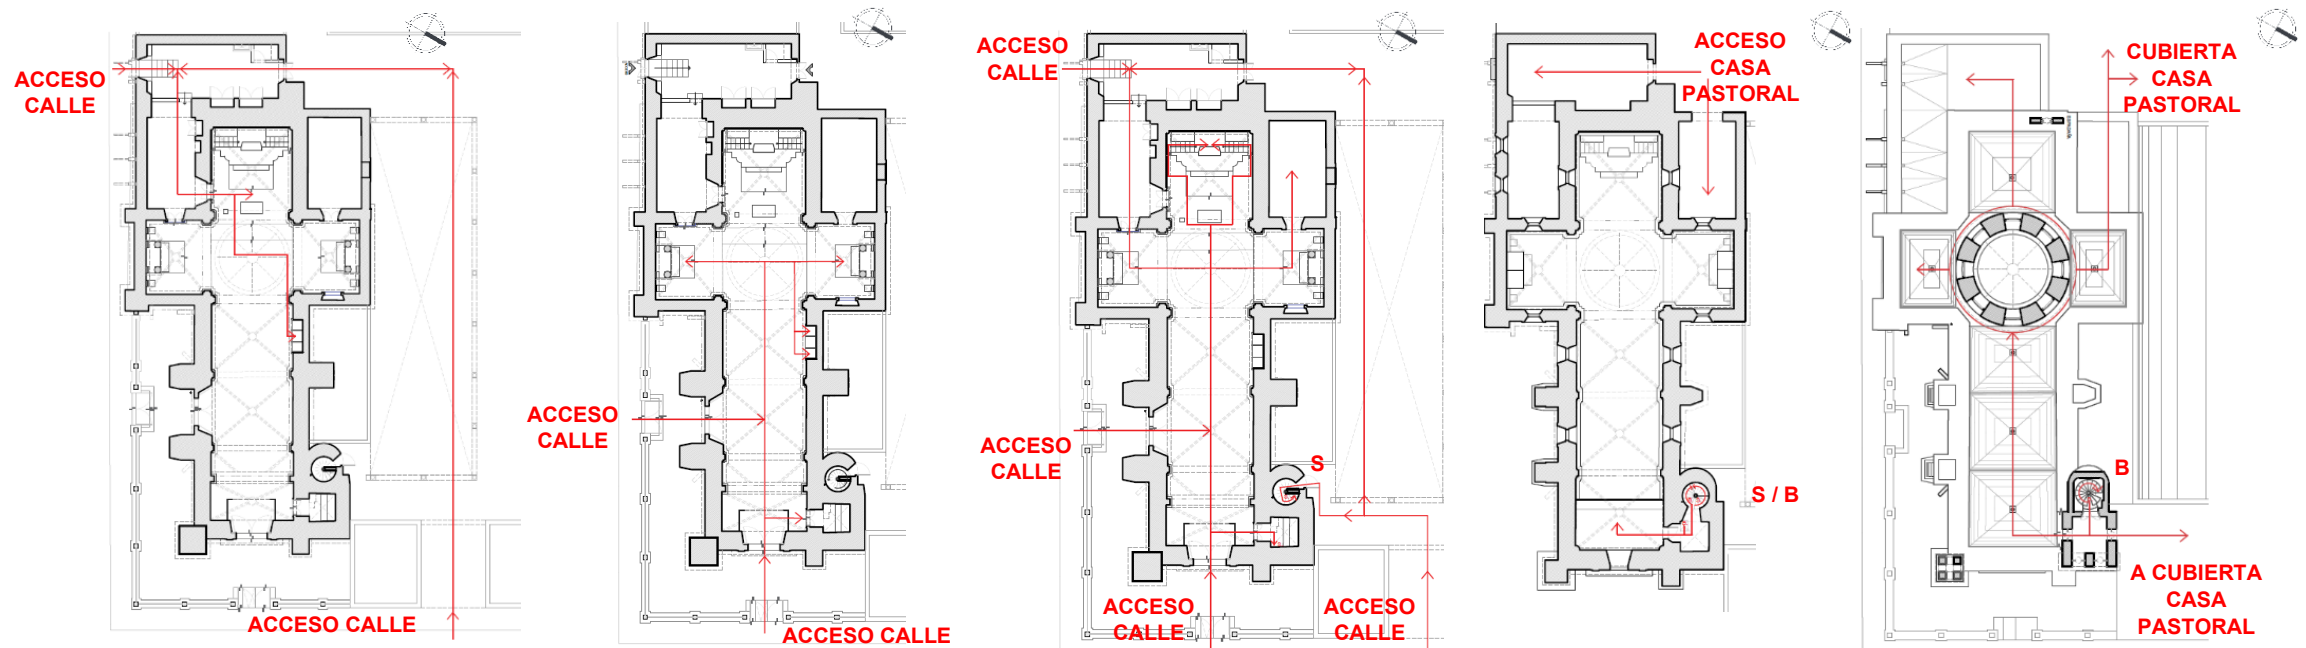 ACCESO
CALLE
ACCESO CALLE
ACCESO
CALLE
ACCESO CALLE
ACCESO
CALLE
ACCESO
CALLE
S
ACCESO
CALLE
ACCESO
CALLE
ACCESO
CASA
PASTORAL
S / B
CUBIERTA
CASA
PASTORAL
B
A CUBIERTA
CASA
PASTORAL